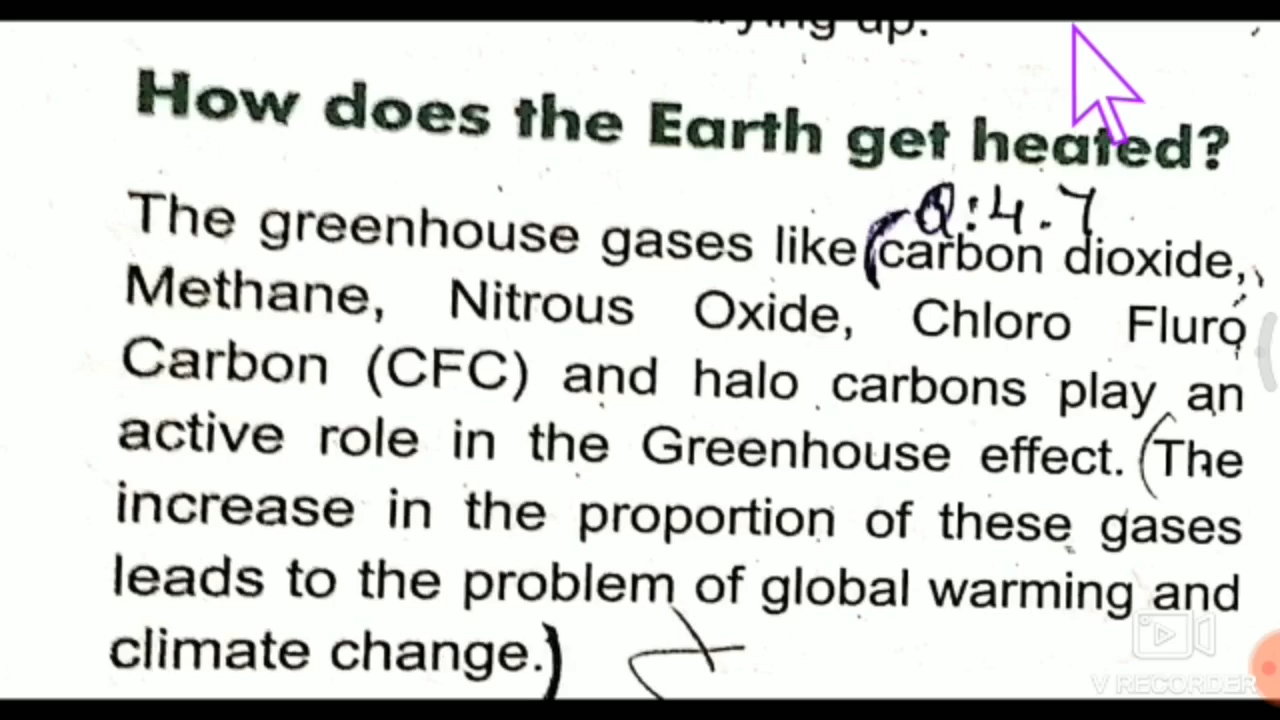 up.
How does the Earth get heated?
Q:4.7
The greenhouse gases like (carbon dioxide,
Methane, Nitrous Oxide, Chloro Fluro
Carbon (CFC) and halo carbons play an
active role in the Greenhouse effect. (The
increase in the proportion of these gases
leads to the problem of global warming and
climate change.)
V RECORDER